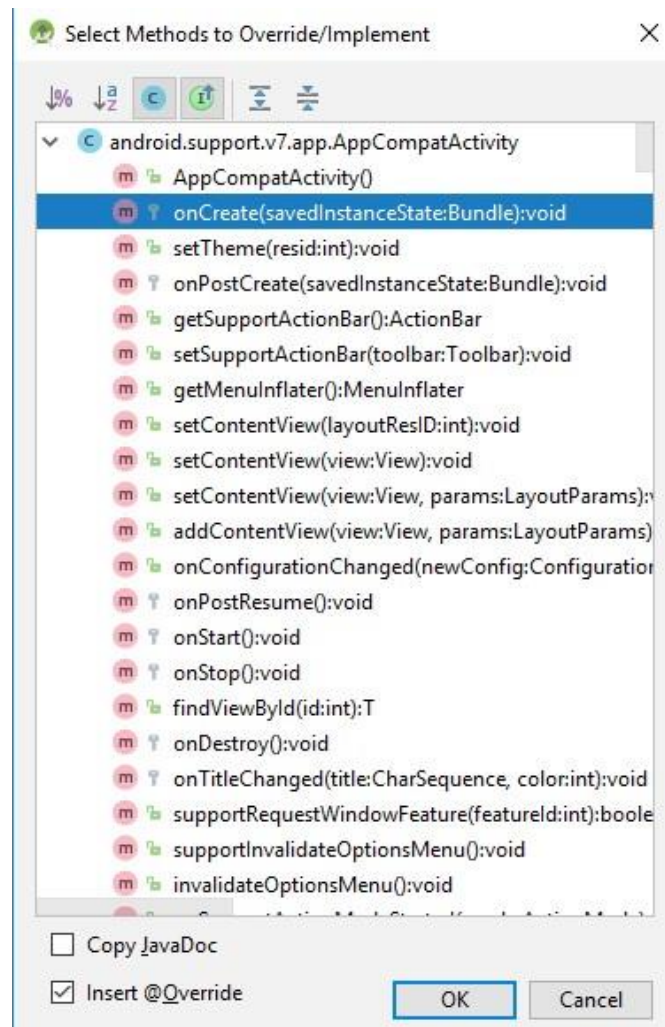 Select Methods to Override/Implement
android.support.v7.app.AppCompatActivity
AppCompatActivity()
onCreate(savedInstanceState:Bundle):void
setTheme(resid:int):void
onPostCreate(savedInstanceState:Bundle):void
getSupportActionBar():ActionBar
setSupportActionBar(toolbar:Toolbar):void
getMenuInflater():MenuInflater
setContentView(layoutResID:int):void
setContentView(view:View):void
setContentView(view:View, params:LayoutParams):v
addContentView(view:View, params:LayoutParams)
onConfigurationChanged(newConfig:Configuration
onPostResume():void
onStart():void
onStop():void
findViewById(id:int):T
onDestroy():void
onTitleChanged(title:CharSequence, color:int):void
supportRequestWindowFeature(featureId:int):boole
supportInvalidateOptionsMenu():void
invalidateOptionsMenu():void
Copy JavaDoc
Insert @Override
OK Cancel